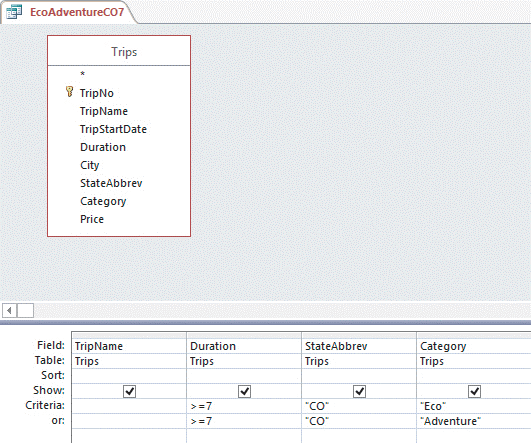 EcoAdventureCO7
Trips
*
TripNo
TripName
TripStartDate
Duration
City
StateAbbrev
Category
Price
Field: TripName Duration StateAbbrev Category
Table: Trips Trips Trips Trips
Sort:
Show:
Criteria: >=7 "CO" "Eco"
or: >=7 "CO" "Adventure"